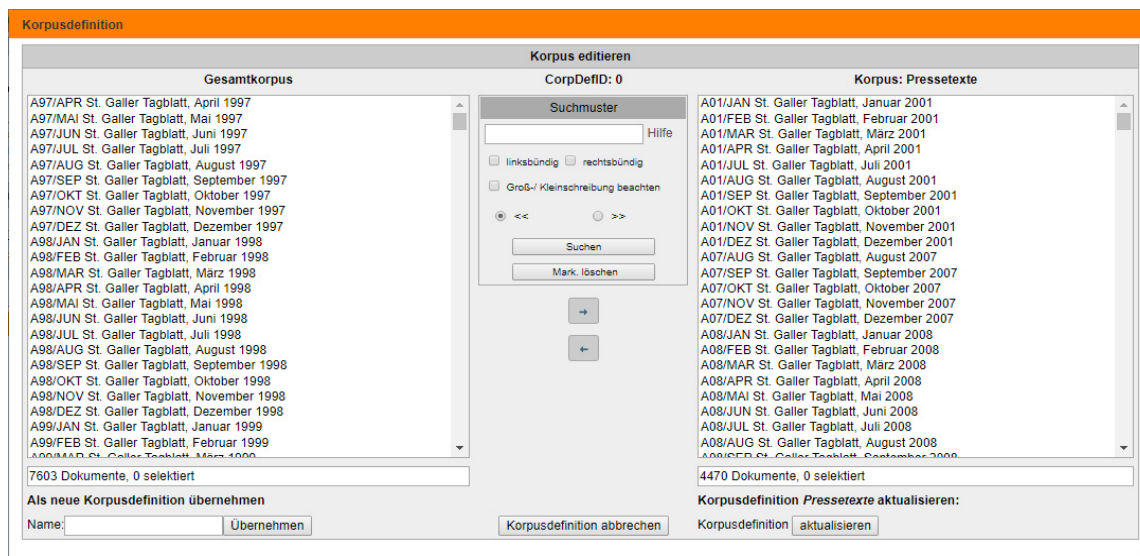 Korpusdefinition
Korpus editieren
Gesamtkorpus
A97/APR St. Galler Tagblatt, April 1997
A97/MAI St. Galler Tagblatt, Mai 1997
A97/JUN St. Galler Tagblatt, Juni 1997
A97/JUL St. Galler Tagblatt, Juli 1997
A97/AUG St. Galler Tagblatt, August 1997
A97/SEP St. Galler Tagblatt, September 1997
A97/OKT St. Galler Tagblatt, Oktober 1997
A97/NOV St. Galler Tagblatt, November 1997
A97/DEZ St. Galler Tagblatt, Dezember 1997
A98/JAN St. Galler Tagblatt, Januar 1998
A98/FEB St. Galler Tagblatt, Februar 1998
A98/MAR St. Galler Tagblatt, März 1998
A98/APR St. Galler Tagblatt, April 1998
A98/MAI St. Galler Tagblatt, Mai 1998
A98/JUN St. Galler Tagblatt, Juni 1998
A98/JUL St. Galler Tagblatt, Juli 1998
A98/AUG St. Galler Tagblatt, August 1998
A98/SEP St. Galler Tagblatt, September 1998
A98/OKT St. Galler Tagblatt, Oktober 1998
A98/NOV St. Galler Tagblatt, November 1998
A98/DEZ St. Galler Tagblatt, Dezember 1998
A99/JAN St. Galler Tagblatt, Januar 1999
A99/FEB St. Galler Tagblatt, Februar 1999
A99/MAR St. Galler Tagblatt, März 1999
7603 Dokumente, 0 selektiert
Als neue Korpusdefinition übernehmen
Name:
Übernehmen
CorpDefID: 0
Suchmuster
Hilfe
linksbündig rechtsbündig
Groß-/ Kleinschreibung beachten
<< >>
Suchen
Mark. löschen
→
←
Korpusdefinition abbrechen
Korpus: Pressetexte
A01/JAN St. Galler Tagblatt, Januar 2001
A01/FEB St. Galler Tagblatt, Februar 2001
A01/MAR St. Galler Tagblatt, März 2001
A01/APR St. Galler Tagblatt, April 2001
A01/JUL St. Galler Tagblatt, Juli 2001
A01/AUG St. Galler Tagblatt, August 2001
A01/SEP St. Galler Tagblatt, September 2001
A01/OKT St. Galler Tagblatt, Oktober 2001
A01/NOV St. Galler Tagblatt, November 2001
A01/DEZ St. Galler Tagblatt, Dezember 2001
A07/AUG St. Galler Tagblatt, August 2007
A07/SEP St. Galler Tagblatt, September 2007
A07/OKT St. Galler Tagblatt, Oktober 2007
A07/NOV St. Galler Tagblatt, November 2007
A07/DEZ St. Galler Tagblatt, Dezember 2007
A08/JAN St. Galler Tagblatt, Januar 2008
A08/FEB St. Galler Tagblatt, Februar 2008
A08/MAR St. Galler Tagblatt, März 2008
A08/APR St. Galler Tagblatt, April 2008
A08/MAI St. Galler Tagblatt, Mai 2008
A08/JUN St. Galler Tagblatt, Juni 2008
A08/JUL St. Galler Tagblatt, Juli 2008
A08/AUG St. Galler Tagblatt, August 2008
A08/SEP St. Galler Tagblatt, September 2008
4470 Dokumente, 0 selektiert
Korpusdefinition Pressetexte aktualisieren:
Korpusdefinition aktualisieren